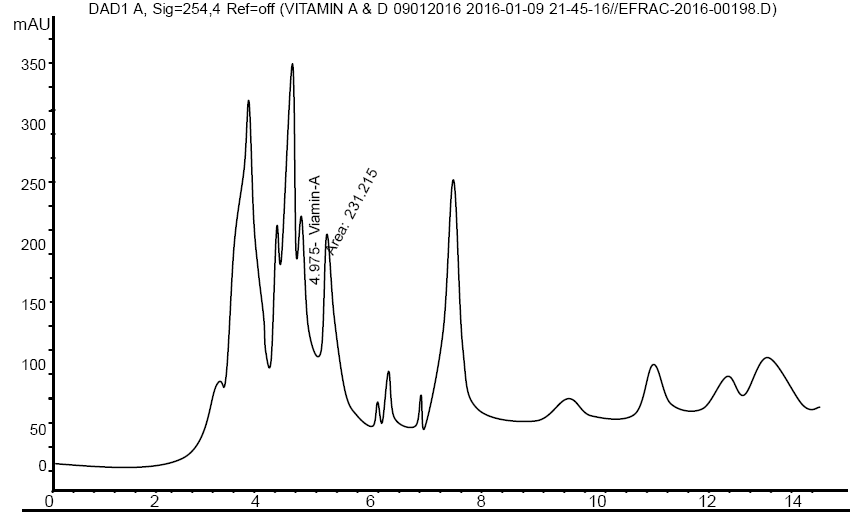 DAD1 A, Sig=254,4 Ref=off (VITAMIN A & D 09012016 2016-01-09 21-45-16//EFRAC-2016-00198.D)
mAU
350
300
250
200
150
100
50
0
4.975- Viamin-A
Area: 231.215
0 2 4 6 8 10 12 14